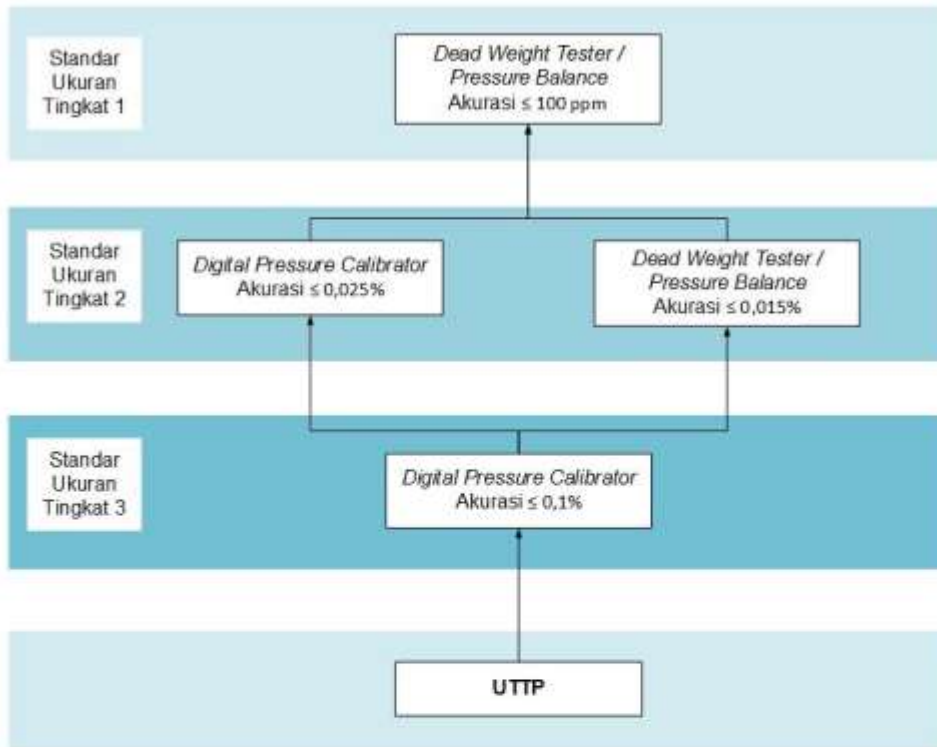 Standar
Ukuran
Tingkat 1
Dead Weight Tester /
Pressure Balance
Akurasi ≤ 100 ppm
Standar
Ukuran
Tingkat 2
Digital Pressure Calibrator
Akurasi ≤ 0,025%
Dead Weight Tester /
Pressure Balance
Akurasi ≤ 0,015%
Standar
Ukuran
Tingkat 3
Digital Pressure Calibrator
Akurasi ≤ 0,1%
UTTP